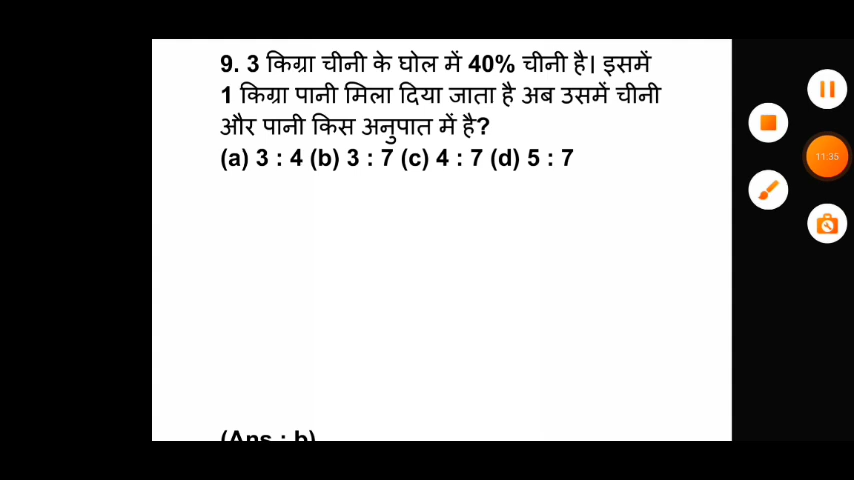 9. 3 किग्रा चीनी के घोल में 40% चीनी है। इसमें
1 किग्रा पानी मिला दिया जाता है अब उसमें चीनी
और पानी किस अनुपात में है?
(a) 3 : 4 (b) 3 : 7 (c) 4 : 7 (d) 5 : 7
11:35
(Ans : b)